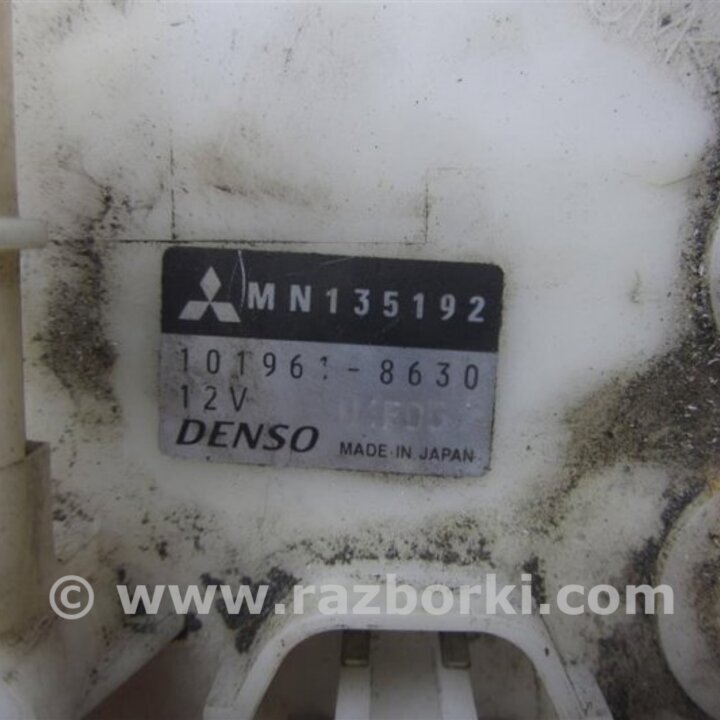 MN135192
101961-8630
12V
DENSO MADE IN JAPAN
© www.razborki.com